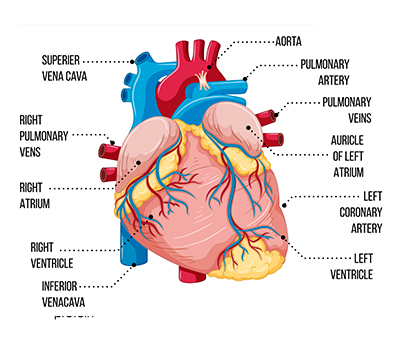 SUPERIER
VENA CAVA
RIGHT
PULMONARY
VENS
RIGHT
ATRIUM
RIGHT
VENTRICLE
INFERIOR
VENACAVA
AORTA
PULMONARY
ARTERY
PULMONARY
VEINS
AURICLE
OF LEFT
ATRIUM
LEFT
CORONARY
ARTERY
LEFT
VENTRICLE